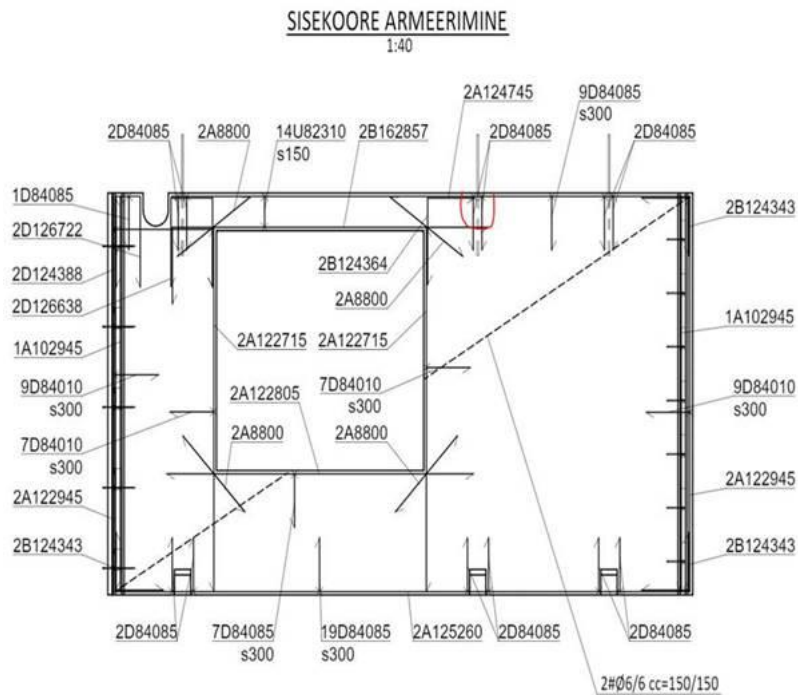 SISEKOORE ARMEERIMINE
1:40
2A124745
9D84085
s300
2D84085
2A8800
14U82310
s150
2B162857
2D84085
2D84085
1D84085
2D126722
2D124388
2D126638
1A102945
9D84010
s300
7D84010
s300
2A122945
2B124343
2B124364
2A8800
2A122715
2A122715
7D84010
s300
2A122805
2A8800
2A8800
2B124343
1A102945
9D84010
s300
2A122945
2B124343
2D84085
7D84085
s300
19D84085
s300
2A125260
2D84085
2D84085
2#Ø6/6 cc=150/150